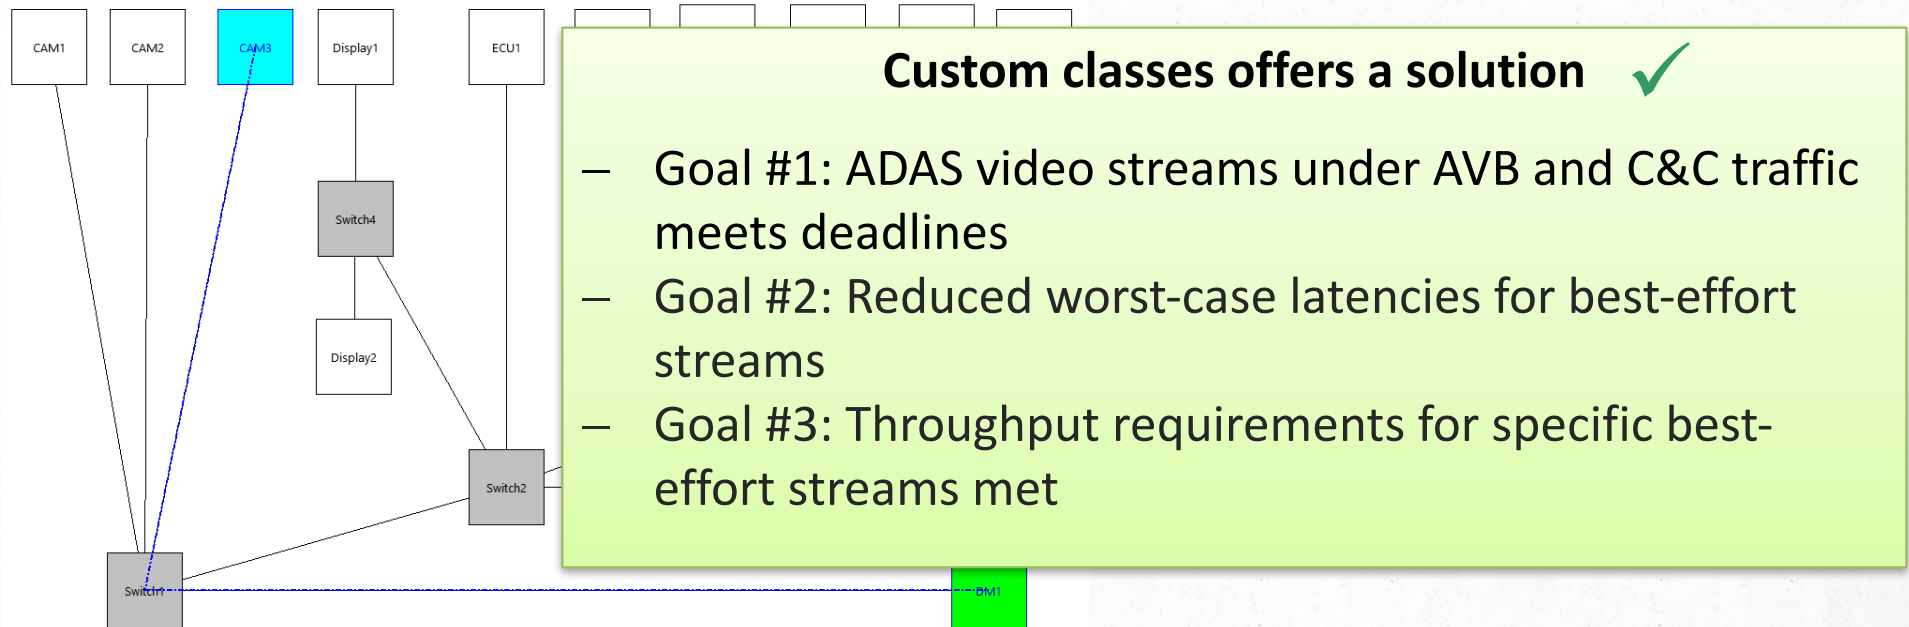 CAM1
CAM2
CAM3
Display1
ECU1
Custom classes offers a solution
– Goal #1: ADAS video streams under AVB and C&C traffic
meets deadlines
– Goal #2: Reduced worst-case latencies for best-effort
streams
– Goal #3: Throughput requirements for specific best-
effort streams met
Switch4
Display2
Switch2
Switch1
DM1